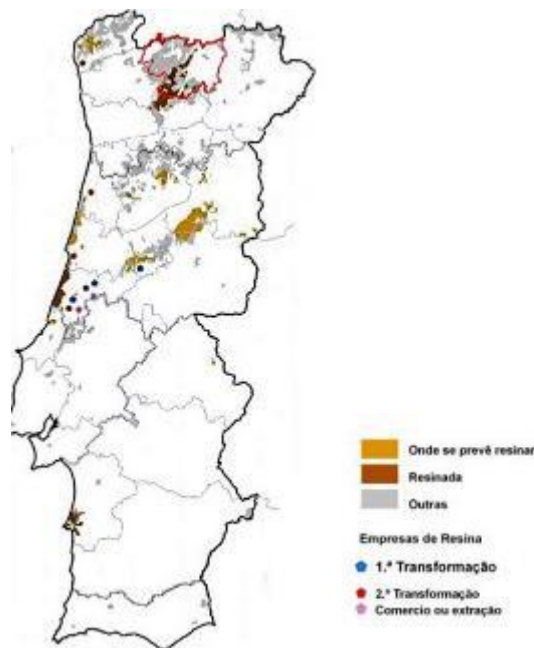 Onde se prevê resinar
Resinada
Outras
Empresas de Resina
1.ª Transformação
2.ª Transformação
Comercio ou extração